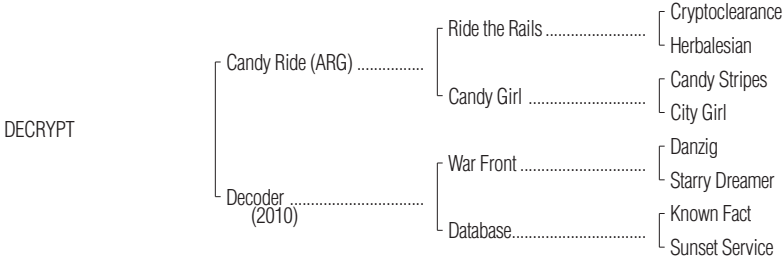 Cryptoclearance
Ride the Rails ........................
Herbalesian
Candy Ride (ARG) ................
Candy Stripes
Candy Girl ............................
City Girl
DECRYPT
Danzig
War Front ..............................
Starry Dreamer
Decoder ................................
(2010)
Known Fact
Database................................
Sunset Service